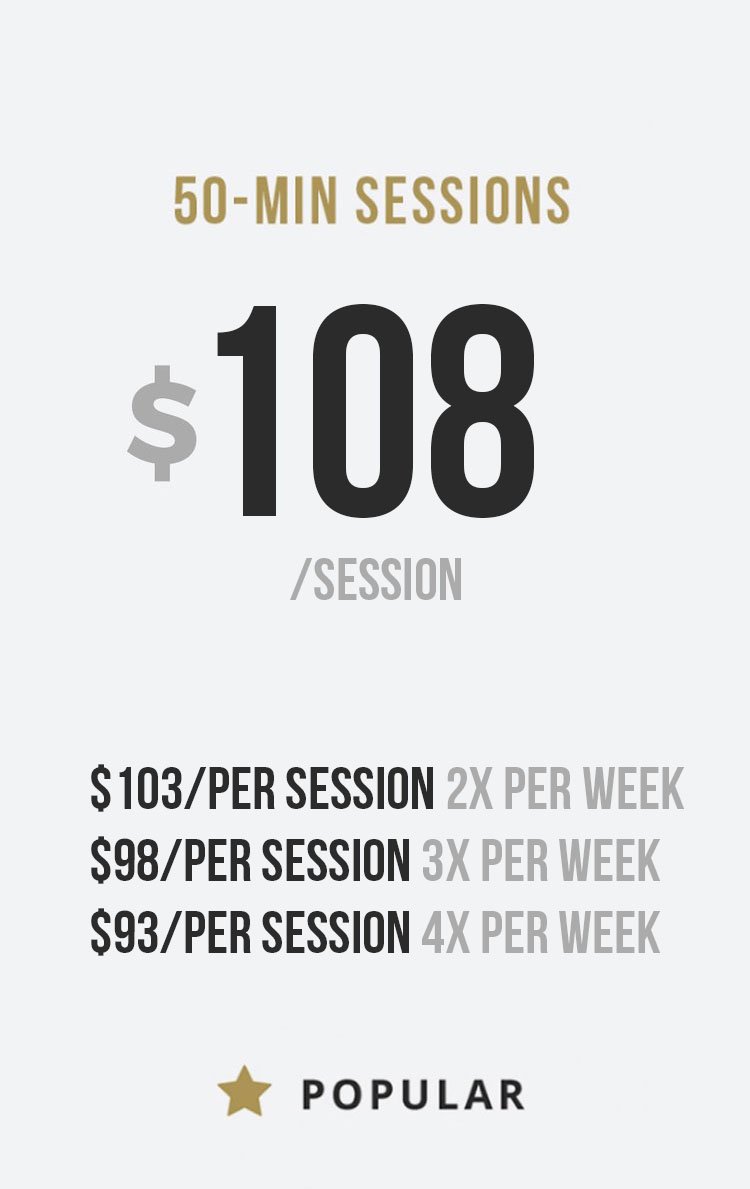 50-MIN SESSIONS
$108
/SESSION
$103/PER SESSION 2X PER WEEK
$98/PER SESSION 3X PER WEEK
$93/PER SESSION 4X PER WEEK
POPULAR